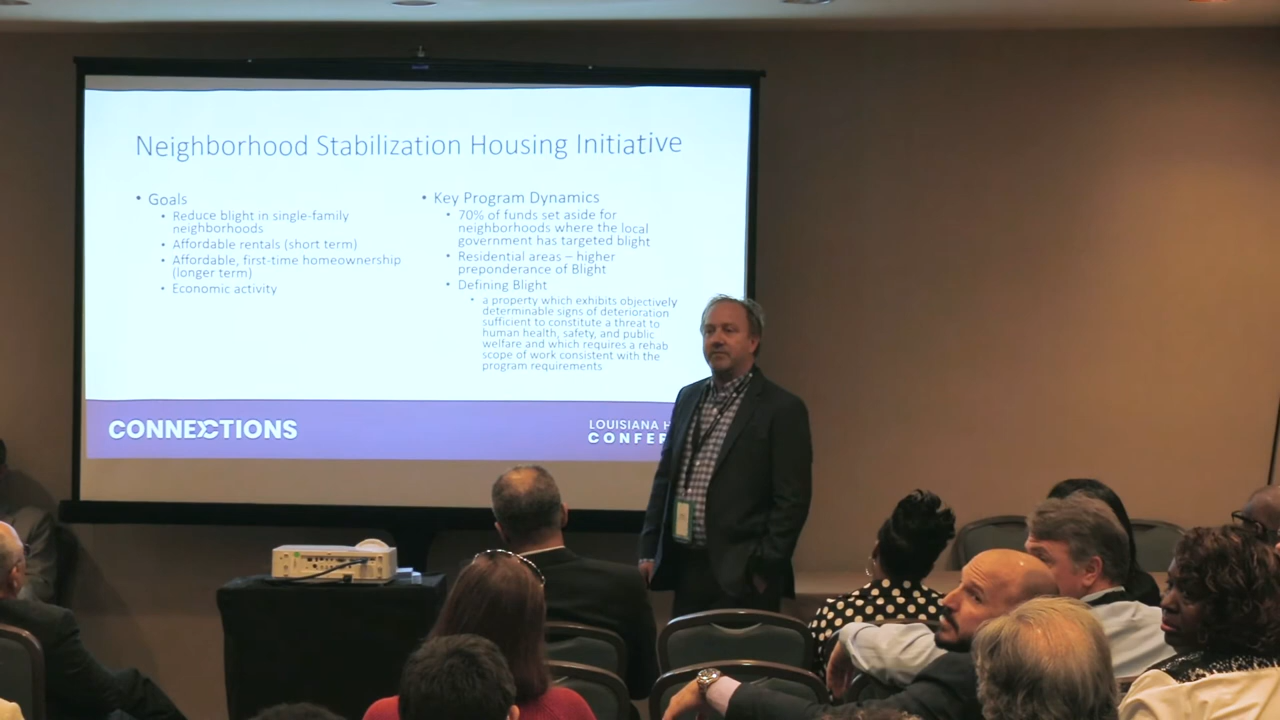 Neighborhood Stabilization Housing Initiative
• Goals
• Reduce blight in single-family
neighborhoods
• Affordable rentals (short term)
• Affordable, first-time homeownership
(longer term)
• Economic activity
• Key Program Dynamics
• 70% of funds set aside for
neighborhoods where the local
government has targeted blight
• Residential areas – higher
preponderance of Blight
• Defining Blight
• a property which exhibits objectively
determinable signs of deterioration
sufficient to constitute a threat to
human health, safety, and public
welfare and which requires a rehab
scope of work consistent with the
program requirements
CONNECTIONS
LOUISIANA H
CONFER